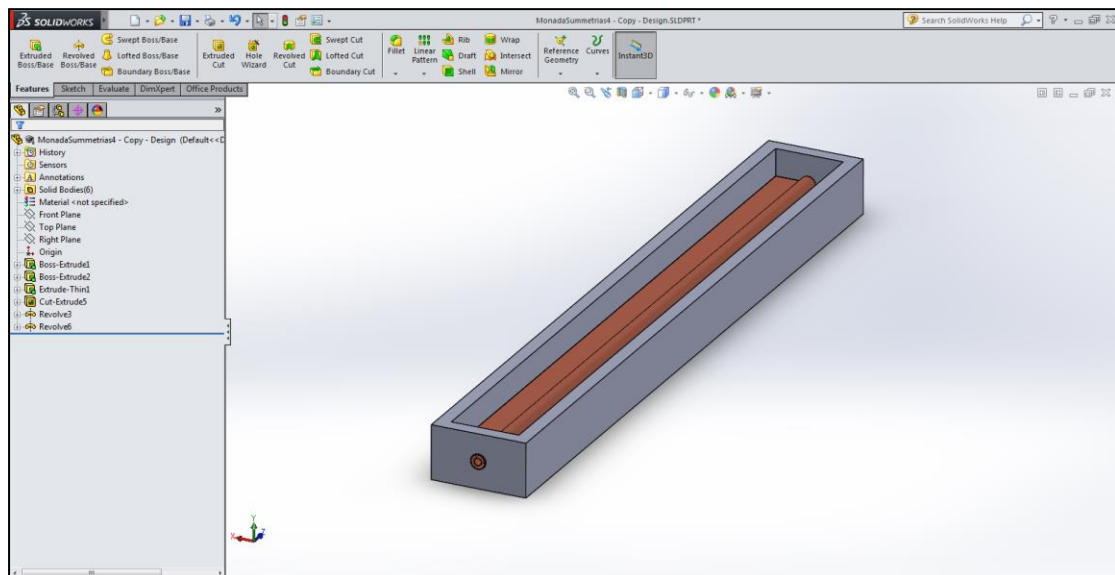 SOLIDWORKS
MonadaSummetrias4 - Copy - Design.SLDPRT *
Search SolidWorks Help
Extruded Boss/Base
Revolved Boss/Base
Swept Boss/Base
Lofted Boss/Base
Boundary Boss/Base
Extruded Cut
Hole Wizard
Revolved Cut
Swept Cut
Lofted Cut
Boundary Cut
Fillet
Linear Pattern
Rib
Draft
Shell
Wrap
Intersect
Mirror
Reference Geometry
Curves
Instant3D
Features
Sketch
Evaluate
DimXpert
Office Products
MonadaSummetrias4 - Copy - Design (Default<<D
History
Sensors
Annotations
Solid Bodies(6)
Material <not specified>
Front Plane
Top Plane
Right Plane
Origin
Boss-Extrude1
Boss-Extrude2
Extrude-Thin1
Cut-Extrude5
Revolve3
Revolve6
Y
X
Z